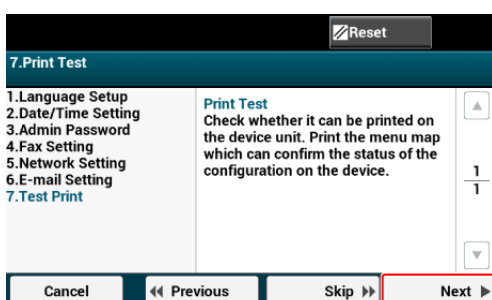 Reset
7.Print Test
1.Language Setup
2.Date/Time Setting
3.Admin Password
4.Fax Setting
5.Network Setting
6.E-mail Setting
7.Test Print
Print Test
Check whether it can be printed on
the device unit. Print the menu map
which can confirm the status of the
configuration on the device.
1
1
Cancel
Previous
Skip
Next